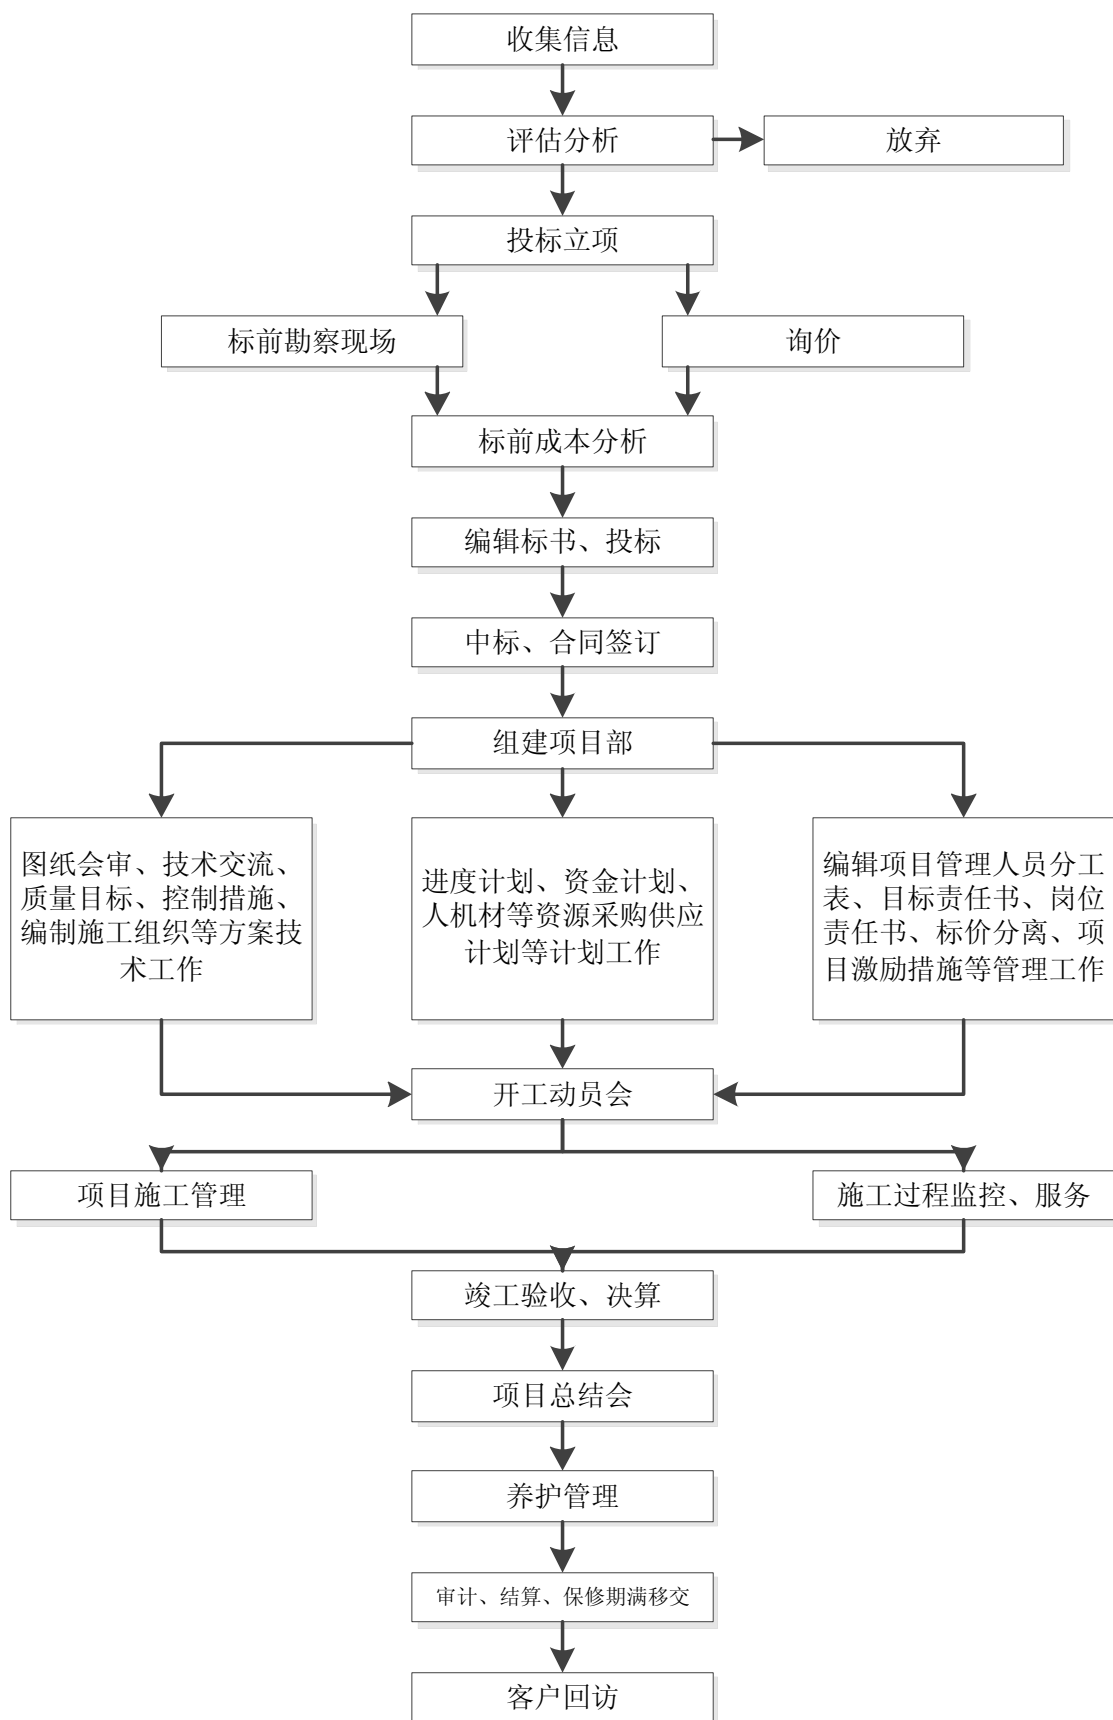 收集信息
评估分析
放弃
投标立项
标前勘察现场
询价
标前成本分析
编辑标书、投标
中标、合同签订
组建项目部
图纸会审、技术交流、
质量目标、控制措施、
编制施工组织等方案技
术工作
进度计划、资金计划、
人机材等资源采购供应
计划等计划工作
编辑项目管理人员分工
表、目标责任书、岗位
责任书、标价分离、项
目激励措施等管理工作
开工动员会
项目施工管理
施工过程监控、服务
竣工验收、决算
项目总结会
养护管理
审计、结算、保修期满移交
客户回访